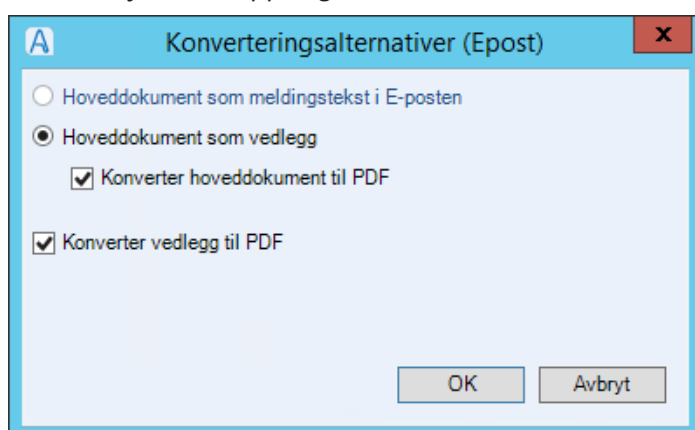 Konverteringsalternativer (Epost)
x
Hoveddokument som meldingstekst i E-posten
Hoveddokument som vedlegg
Konverter hoveddokument til PDF
Konverter vedlegg til PDF
OK Avbryt